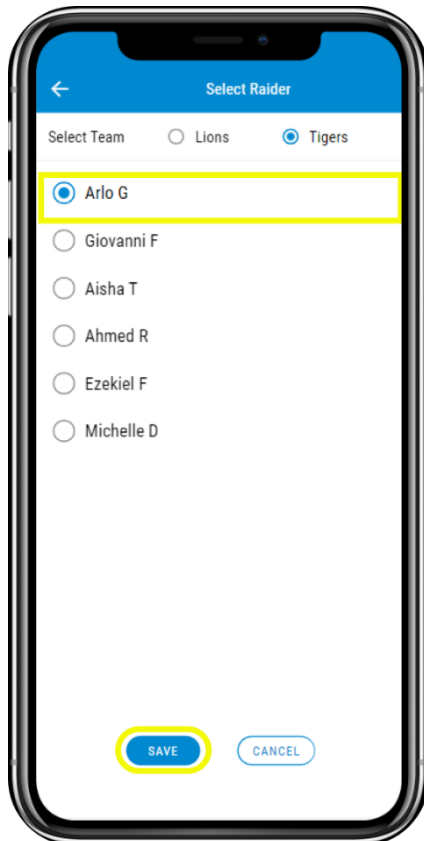 Select Raider
Select Team Lions Tigers
Arlo G
Giovanni F
Aisha T
Ahmed R
Ezekiel F
Michelle D
SAVE CANCEL